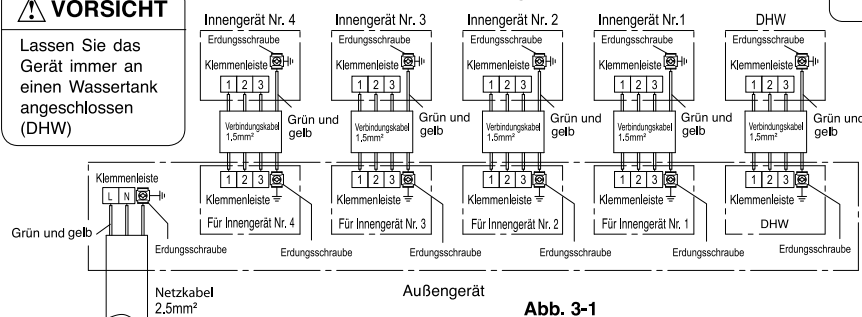 ⚠ VORSICHT
Lassen Sie das
Gerät immer an
einen Wassertank
angeschlossen
(DHW)
Innengerät Nr. 4
Erdungsschraube
Klemmenleiste
1 2 3
Grün und
gelb
Verbindungskabel
1,5mm²
Innengerät Nr. 3
Erdungsschraube
Klemmenleiste
1 2 3
Grün und
gelb
Verbindungskabel
1,5mm²
Innengerät Nr. 2
Erdungsschraube
Klemmenleiste
1 2 3
Grün und
gelb
Verbindungskabel
1.5mm²
Innengerät Nr.1
Erdungsschraube
Klemmenleiste
1 2 3
Grün und
gelb
Verbindungskabel
1.5mm²
DHW
Erdungsschraube
Klemmenleiste
1 2 3
Grün und
gelb
Verbindungskabel
1,5mm²
Klemmenleiste
L N
Grün und gelb
Erdungsschraube
1 2 3
Klemmenleiste
Für Innengerät Nr. 4
Erdungsschraube
1 2 3
Klemmenleiste
Für Innengerät Nr. 3
Erdungsschraube
1 2 3
Klemmenleiste
Für Innengerät Nr. 2
Erdungsschraube
1 2 3
Klemmenleiste
Für Innengerät Nr. 1
Erdungsschraube
1 2 3
Klemmenleiste
DHW
Erdungsschraube
Netzkabel
2.5mm²
Außengerät
Abb. 3-1